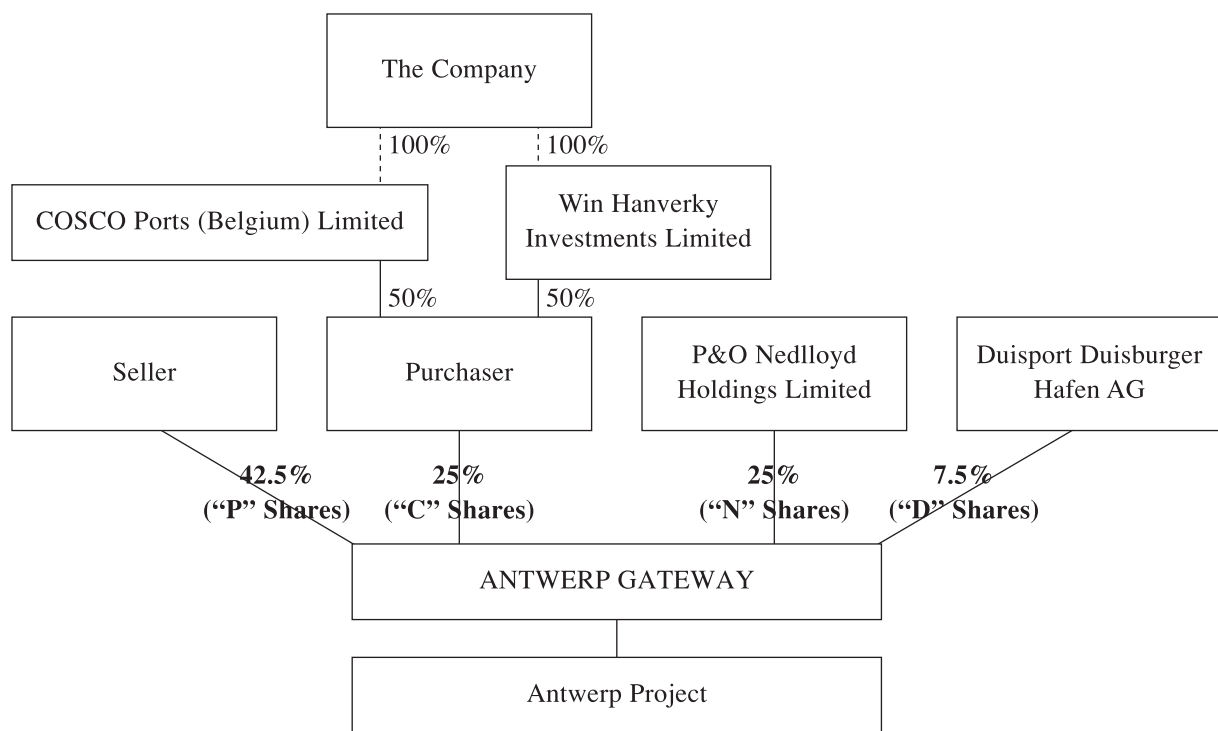 The Company
100%
100%
COSCO Ports (Belgium) Limited
Win Hanverky
Investments Limited
50%
50%
Seller
Purchaser
P&O Nedlloyd
Holdings Limited
Duisport Duisburger
Hafen AG
42.5%
(“P” Shares)
25%
(“C” Shares)
25%
(“N” Shares)
7.5%
(“D” Shares)
ANTWERP GATEWAY
Antwerp Project